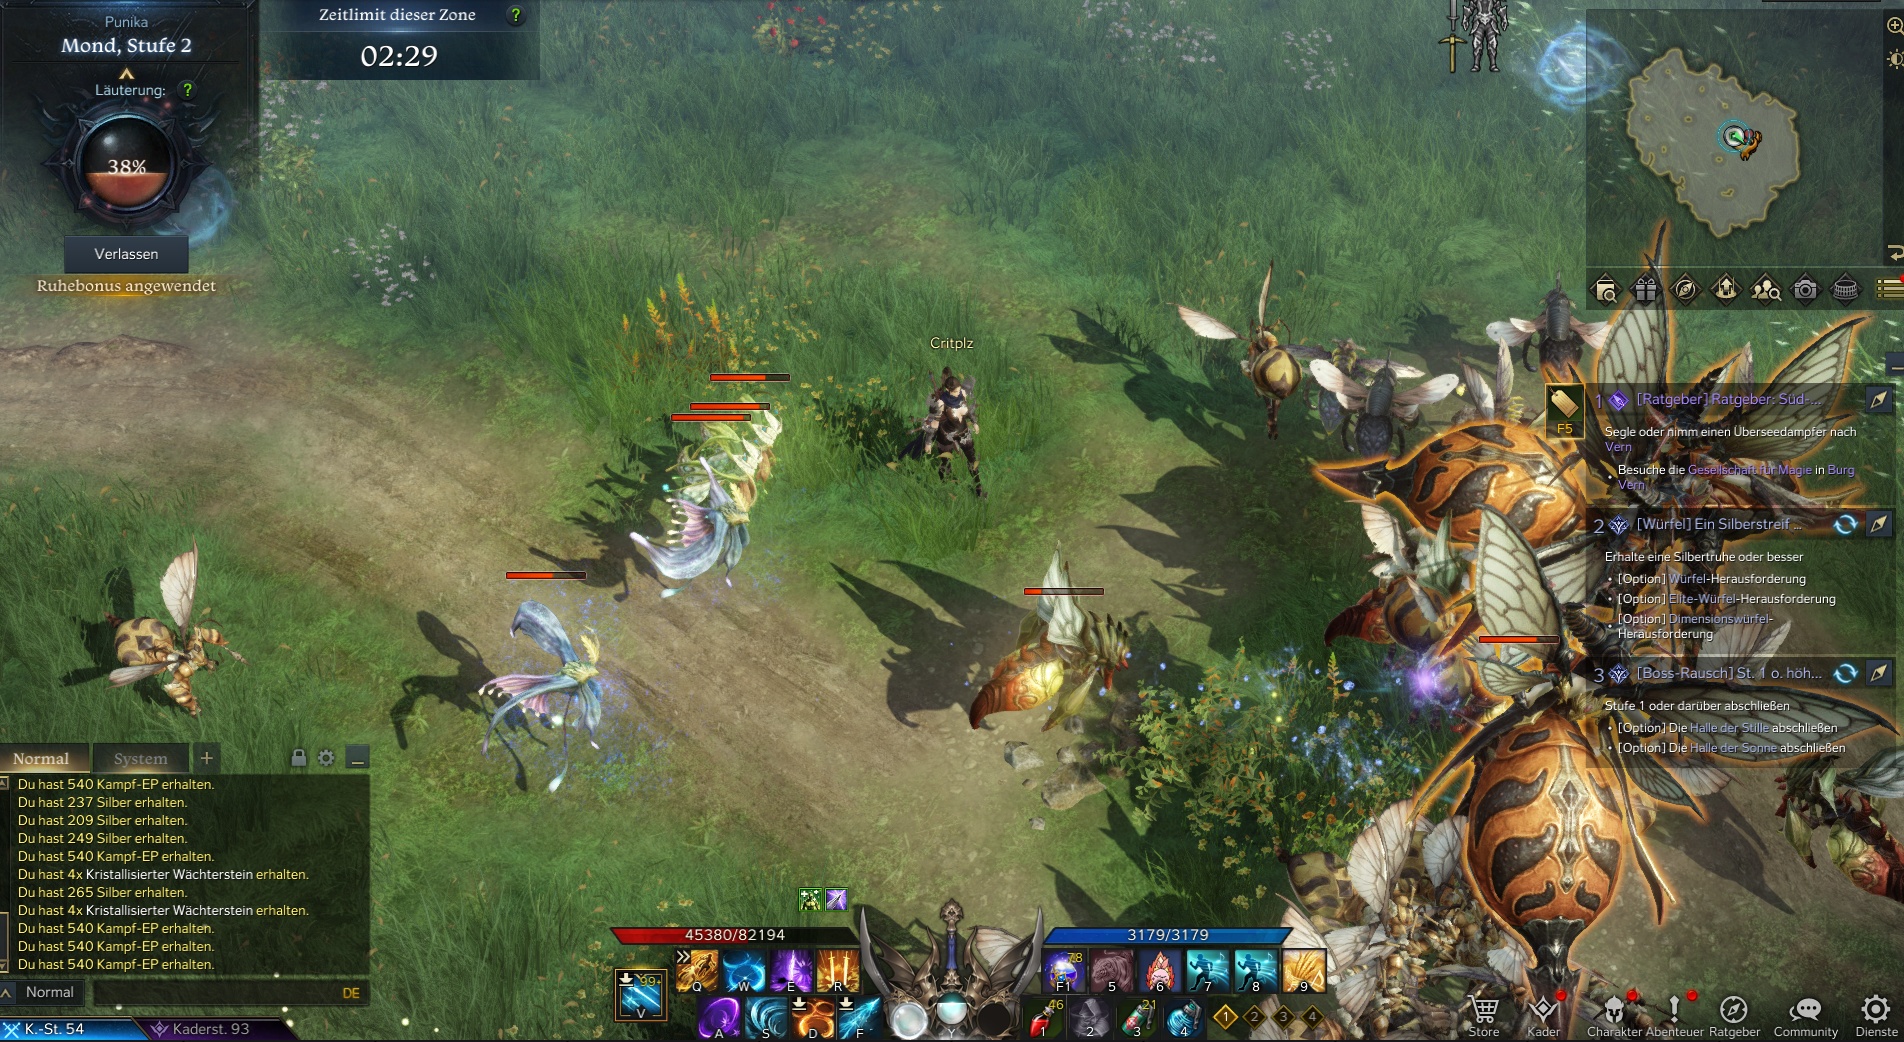 Punika
Mond, Stufe 2
Läuterung: ?
38%
Verlassen
Ruhebonus angewendet
Zeitlimit dieser Zone ?
02:29
Critplz
F5
1 [Ratgeber] Ratgeber: Süd-...
Segle oder nimm einen Überseedampfer nach
Vern
• Besuche die Gesellschaft für Magie in Burg
Vern
2 [Würfel] Ein Silberstreif ...
Erhalte eine Silbertruhe oder besser
• [Option] Würfel-Herausforderung
• [Option] Elite-Würfel-Herausforderung
• [Option] Dimensionswürfel-
Herausforderung
3 [Boss-Rausch] St. 1 o. höh...
Stufe 1 oder darüber abschließen
• [Option] Die Halle der Stille abschließen
• [Option] Die Halle der Sonne abschließen
Normal System +
Du hast 540 Kampf-EP erhalten.
Du hast 237 Silber erhalten.
Du hast 209 Silber erhalten.
Du hast 249 Silber erhalten.
Du hast 540 Kampf-EP erhalten.
Du hast 4x Kristallisierter Wächterstein erhalten.
Du hast 265 Silber erhalten.
Du hast 4x Kristallisierter Wächterstein erhalten.
Du hast 540 Kampf-EP erhalten.
Du hast 540 Kampf-EP erhalten.
Du hast 540 Kampf-EP erhalten.
Normal DE
K.-St. 54 Kaderst. 93
45380/82194
3179/3179
99+
V
Q W E R
A S D F
Y
78
F1 5 6 7 8 9
46 21
1 2 3 4
1 2 3 4
Store Kader Charakter Abenteuer Ratgeber Community Dienste